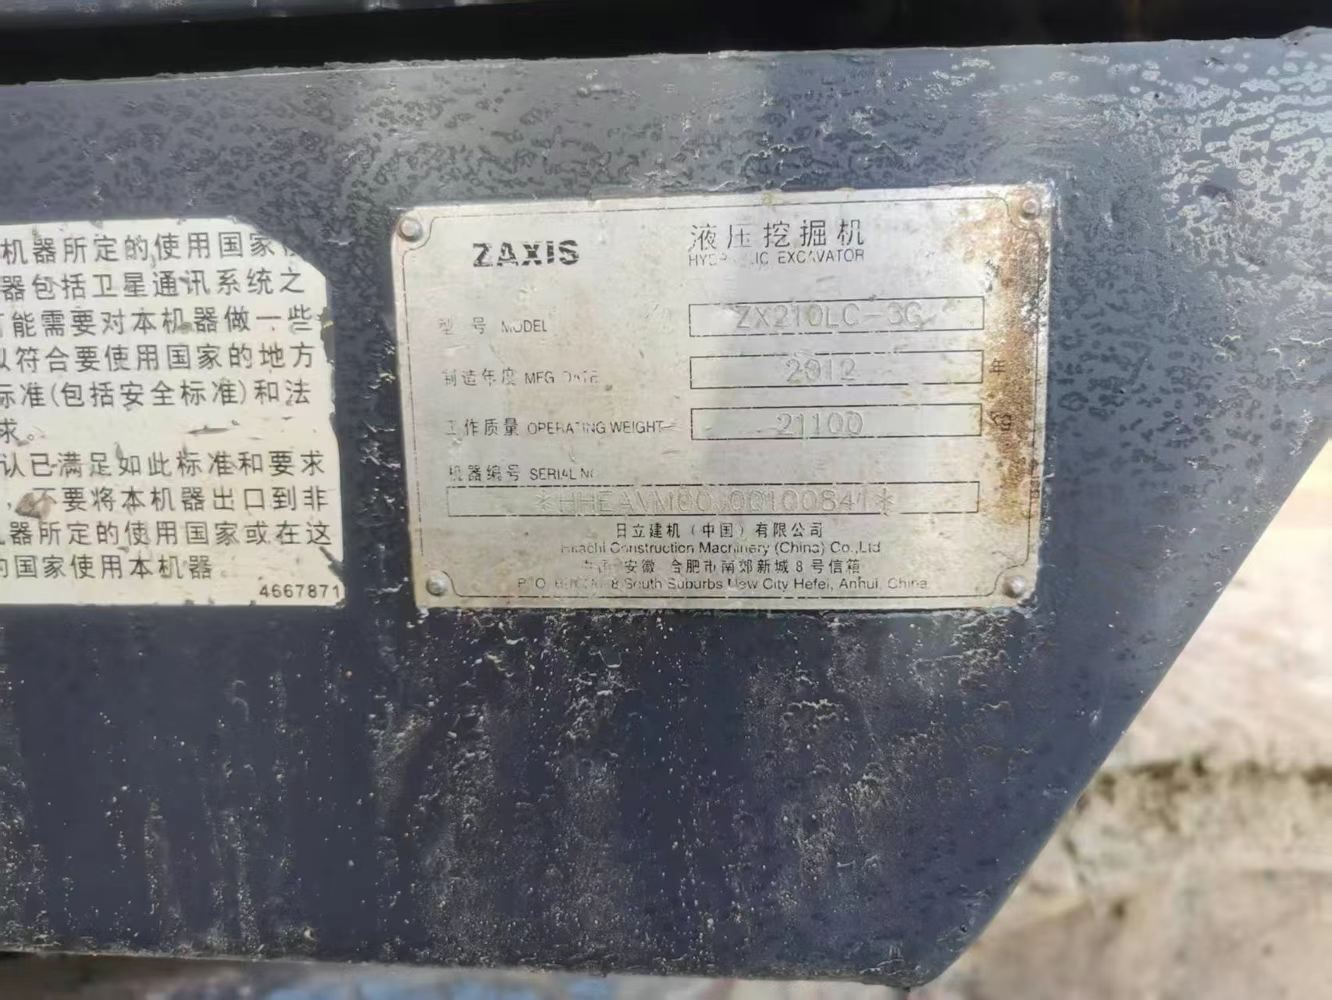 机器所定的使用国家
器包括卫星通讯系统之
能需要对本机器做一些
以符合要使用国家的地方
标准(包括安全标准)和法
求。
认已满足如此标准和要求
,不要将本机器出口到非
器所定的使用国家或在这
的国家使用本机器
4667871
ZAXIS
液压挖掘机
HYDRAULIC EXCAVATOR
型号 MODEL ZX210LC-3G
制造年度 MFG DATE 2012 年
工作质量 OPERATING WEIGHT 21100 kg
机器编号 SERIAL NO
日立建机(中国)有限公司
Hitachi Construction Machinery (China) Co.,Ltd
中国 安徽 合肥市南郊新城 8 号信箱
8 South Suburbs New City Hefei, Anhui, China